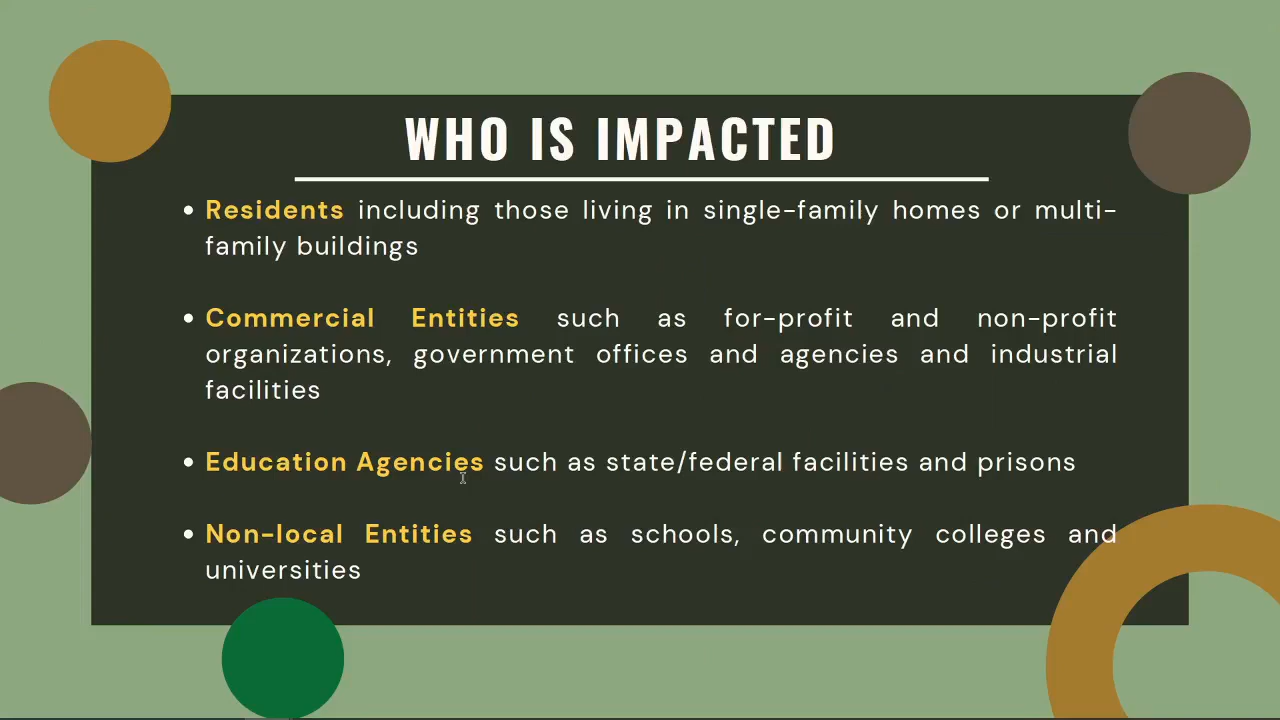 WHO IS IMPACTED
• Residents including those living in single-family homes or multi-
family buildings
• Commercial Entities such as for-profit and non-profit
organizations, government offices and agencies and industrial
facilities
• Education Agencies such as state/federal facilities and prisons
• Non-local Entities such as schools, community colleges and
universities